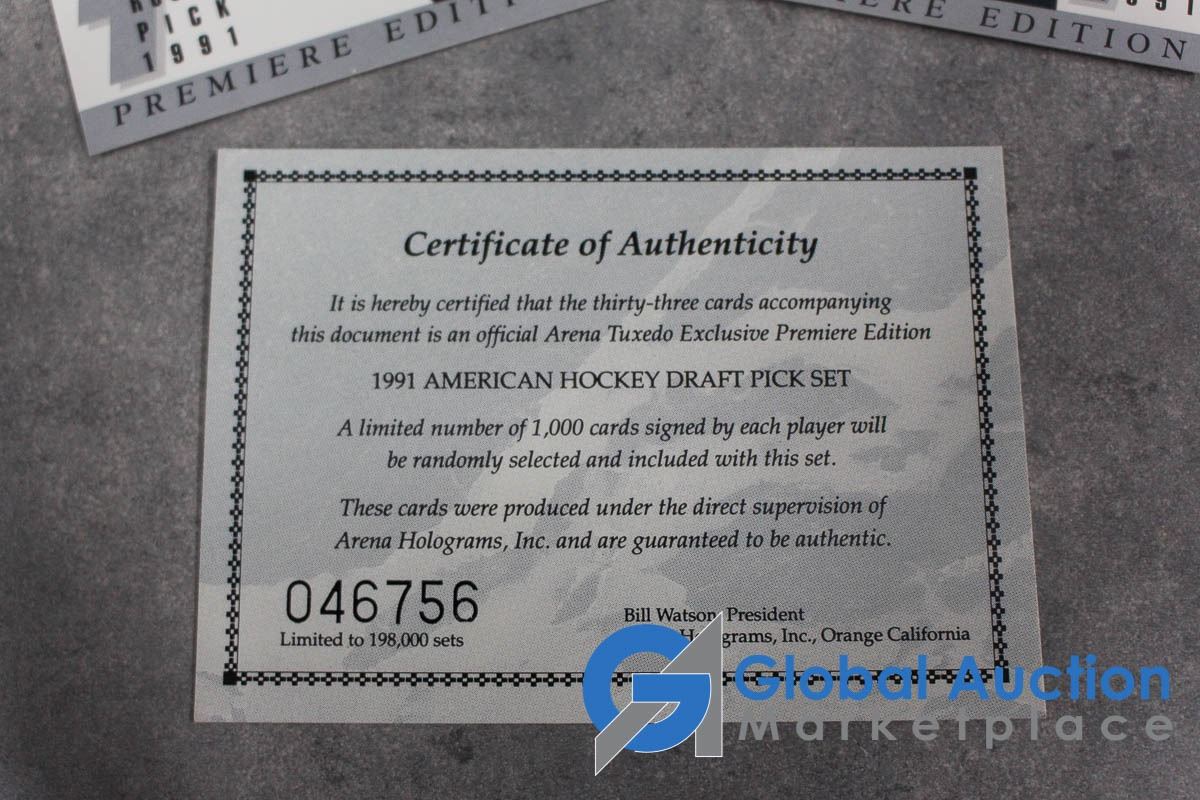 PICK
1991
PREMIERE EDIT
ERE EDITION
Certificate of Authenticity
It is hereby certified that the thirty-three cards accompanying
this document is an official Arena Tuxedo Exclusive Premiere Edition
1991 AMERICAN HOCKEY DRAFT PICK SET
A limited number of 1,000 cards signed by each player will
be randomly selected and included with this set.
These cards were produced under the direct supervision of
Arena Holograms, Inc. and are guaranteed to be authentic.
046756
Limited to 198,000 sets
Bill Watson, President
Holograms, Inc., Orange California
GA Global Auction
Marketplace